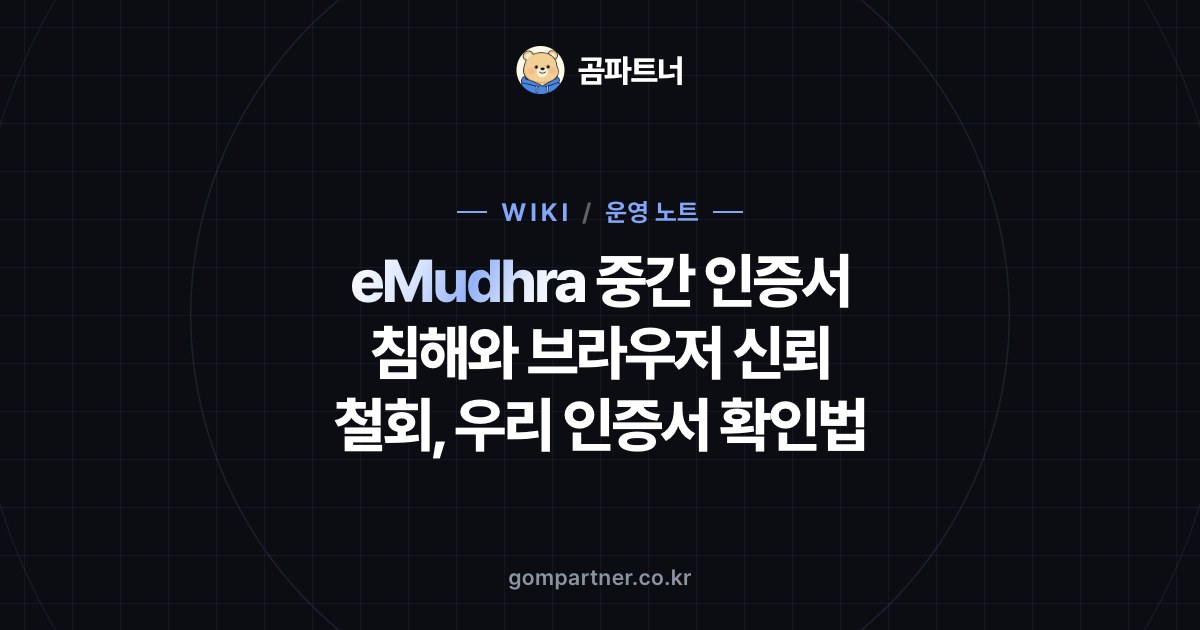 곰파트너
WIKI / 운영 노트
eMudhra 중간 인증서
침해와 브라우저 신뢰
철회, 우리 인증서 확인법
gompartner.co.kr